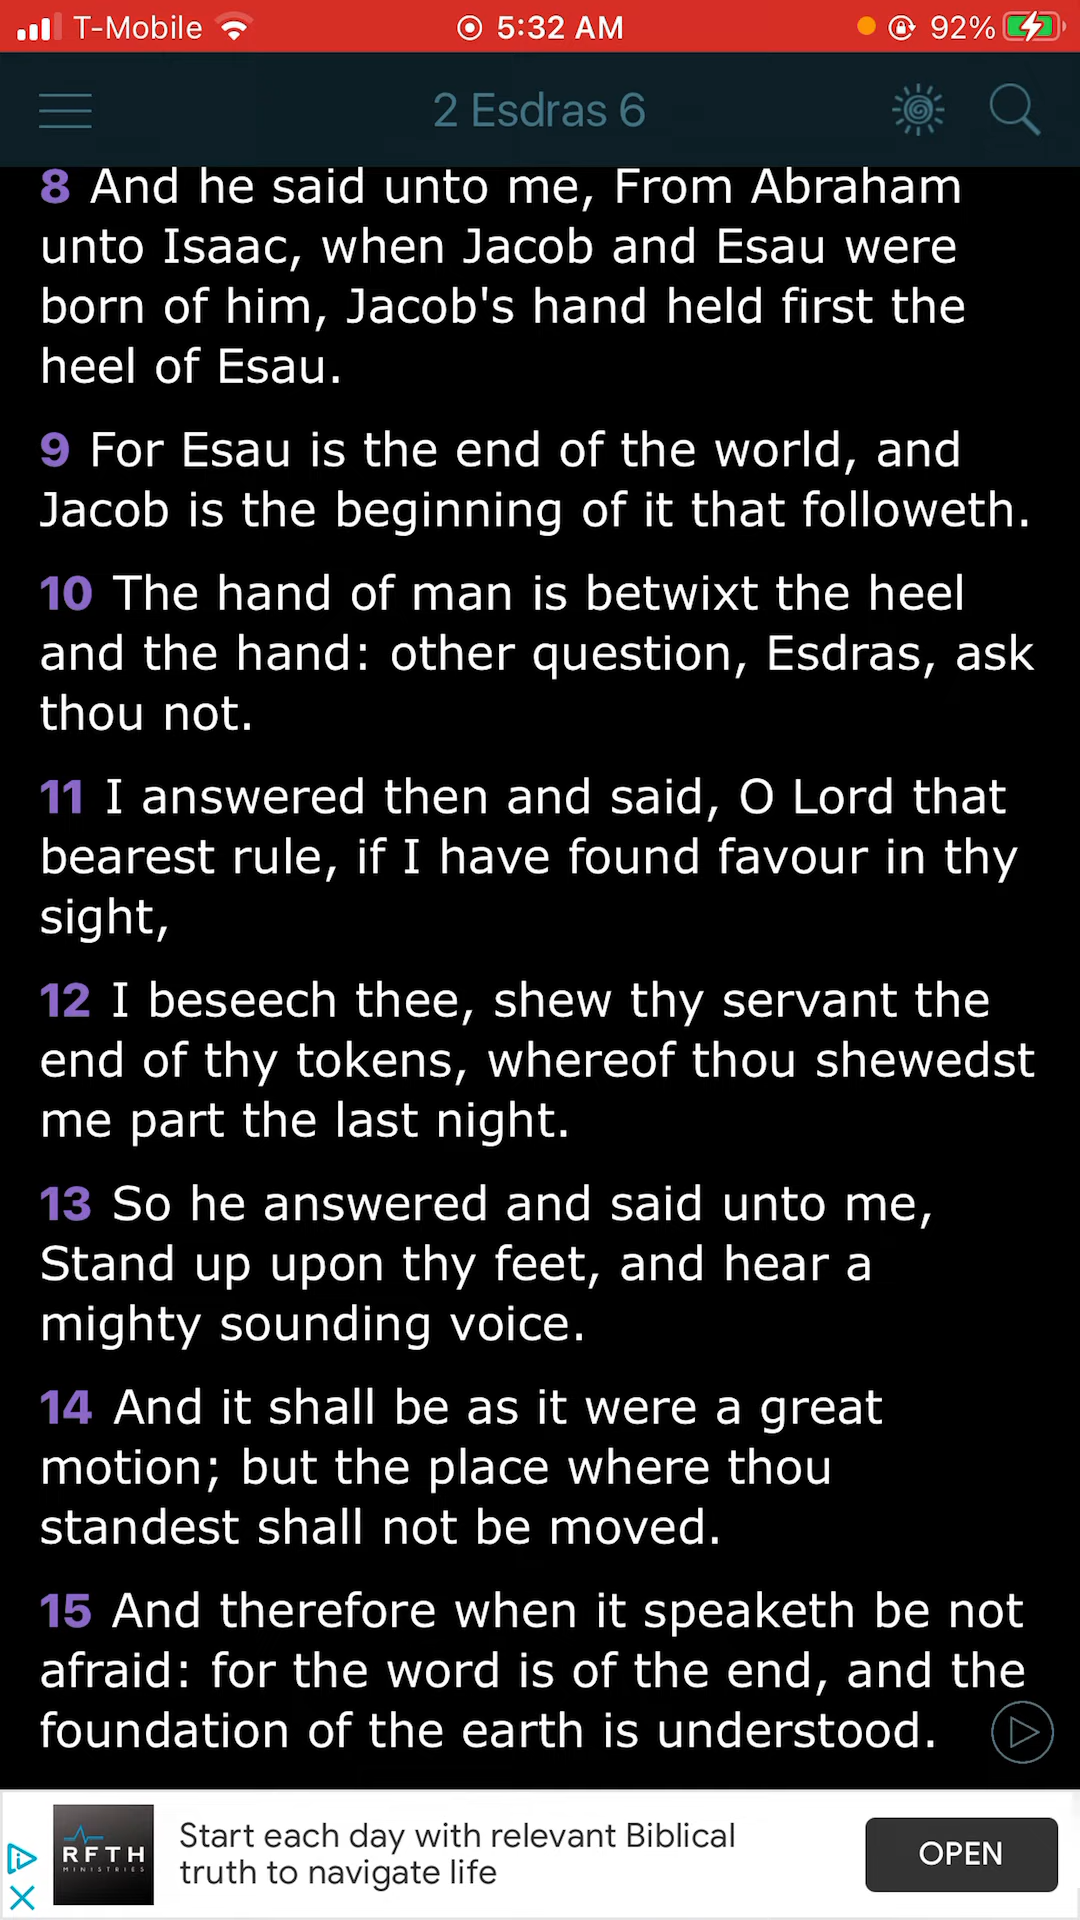 T-Mobile 5:32 AM 92%
2 Esdras 6
8 And he said unto me, From Abraham
unto Isaac, when Jacob and Esau were
born of him, Jacob's hand held first the
heel of Esau.
9 For Esau is the end of the world, and
Jacob is the beginning of it that followeth.
10 The hand of man is betwixt the heel
and the hand: other question, Esdras, ask
thou not.
11 I answered then and said, O Lord that
bearest rule, if I have found favour in thy
sight,
12 I beseech thee, shew thy servant the
end of thy tokens, whereof thou shewedst
me part the last night.
13 So he answered and said unto me,
Stand up upon thy feet, and hear a
mighty sounding voice.
14 And it shall be as it were a great
motion; but the place where thou
standest shall not be moved.
15 And therefore when it speaketh be not
afraid: for the word is of the end, and the
foundation of the earth is understood.
RFTH
MINISTRIES
Start each day with relevant Biblical
truth to navigate life
OPEN